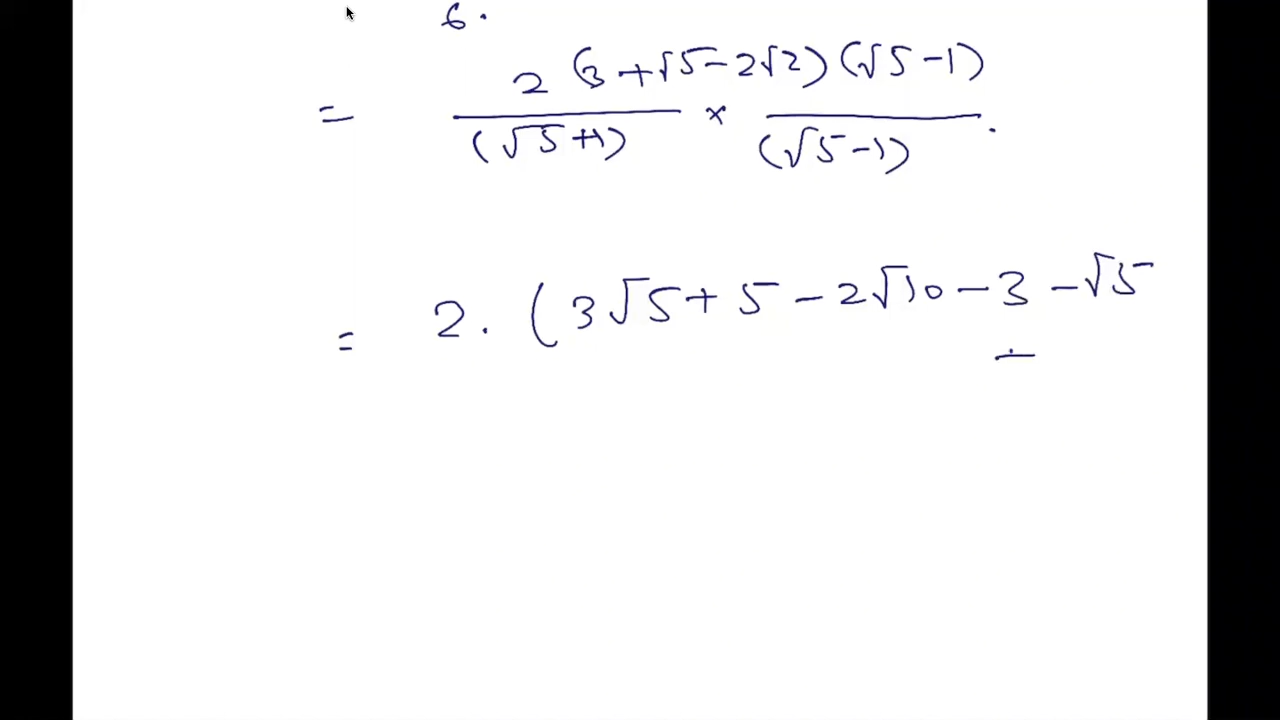 6.
2 (3 + √5 - 2√2) (√5 - 1)
= ―――― × ――――.
(√5 + 1) (√5 - 1)
= 2. ( 3√5 + 5 - 2√10 - 3 - √5
+